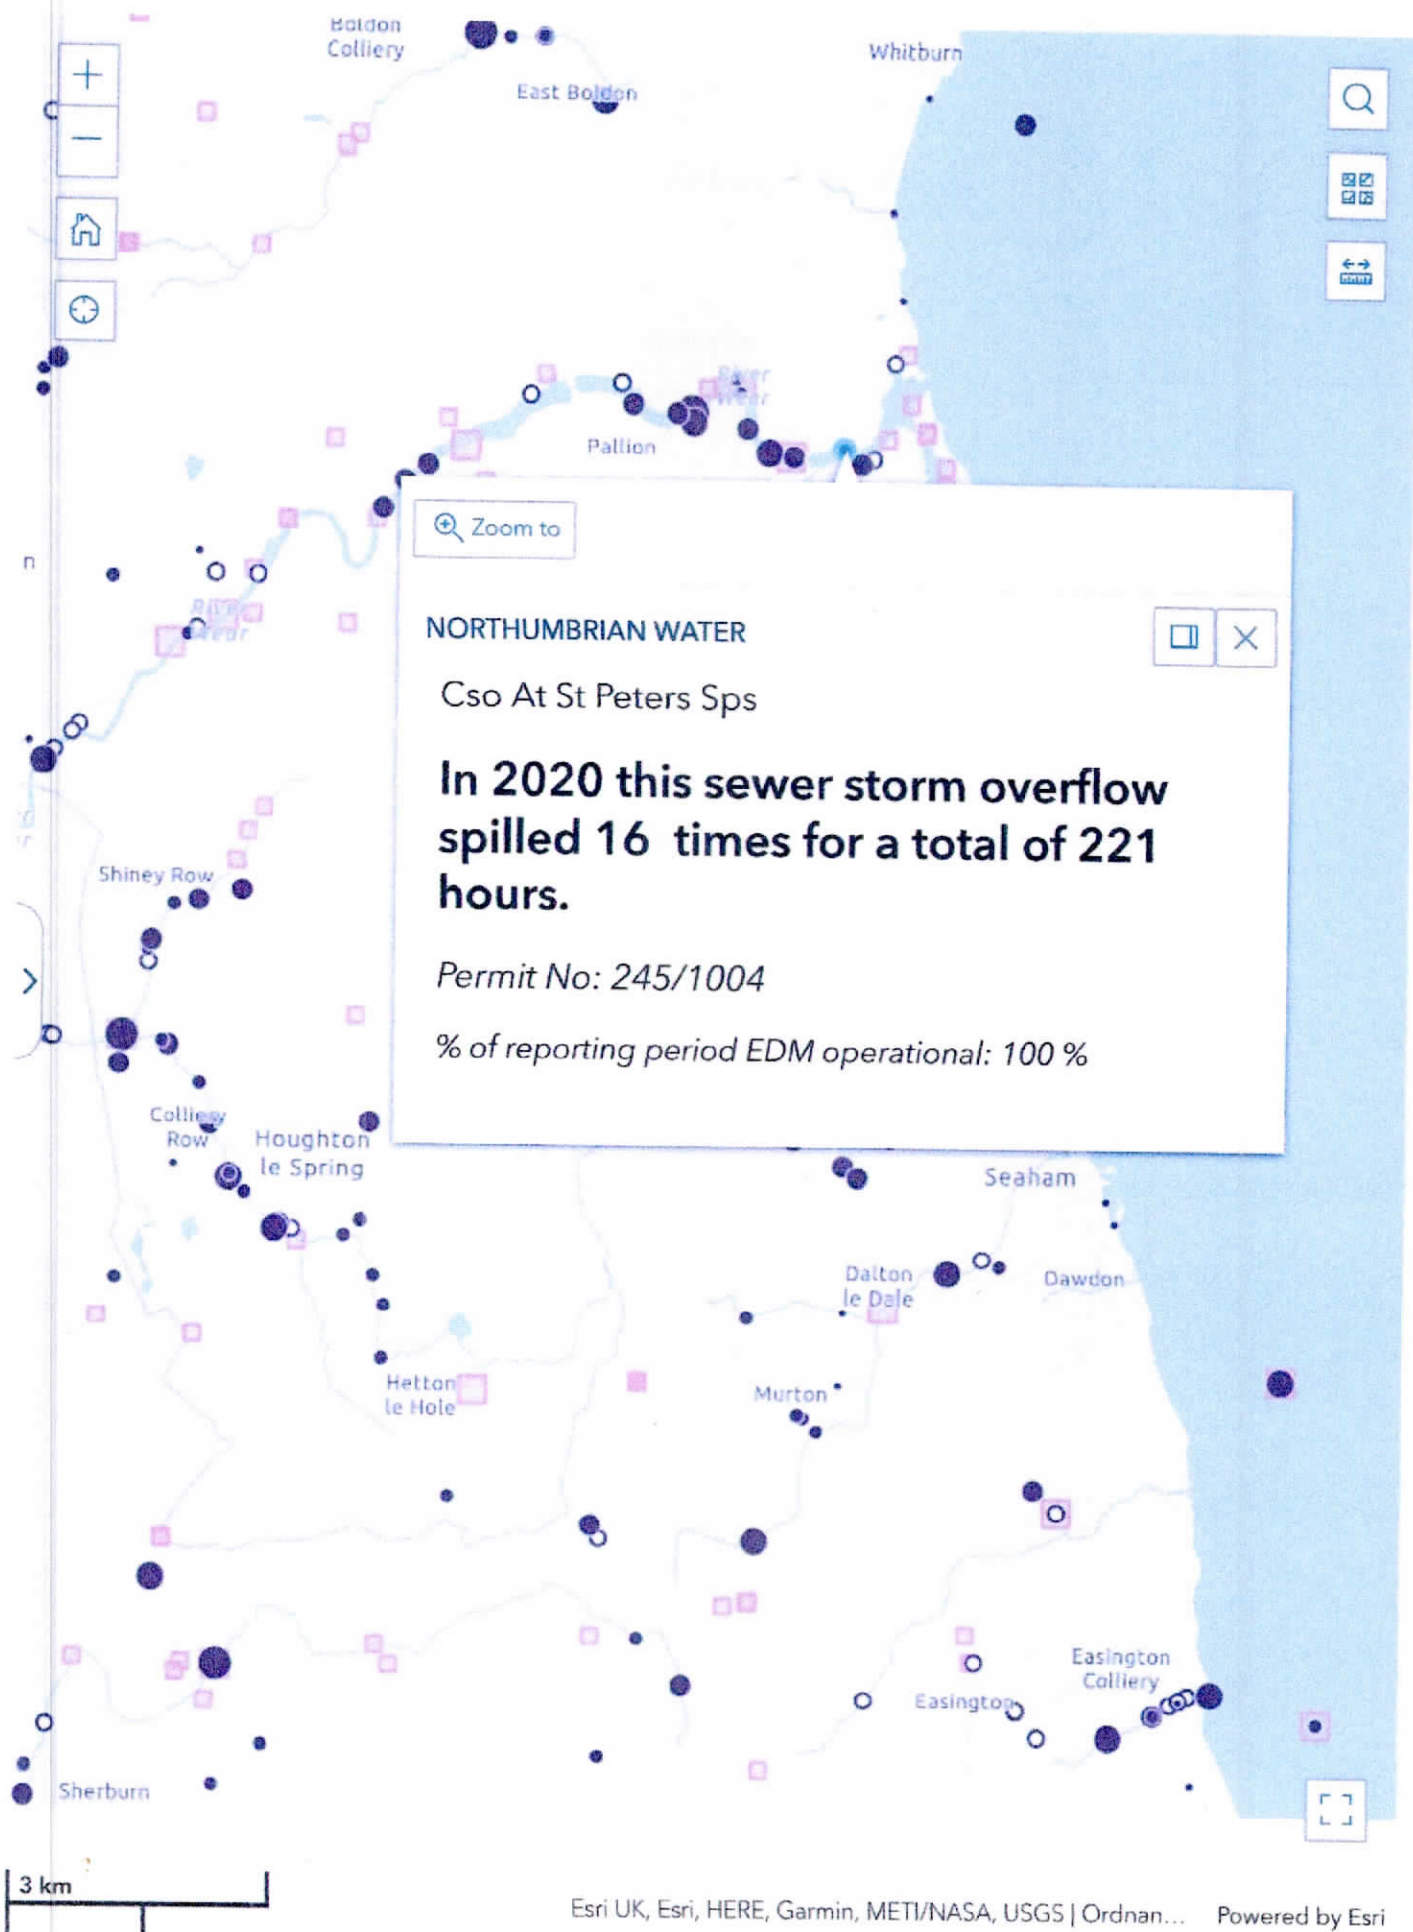 Boldon
Colliery
East Boldon
Whitburn
River
Wear
Pallion
n
Zoom to
River
Wear
NORTHUMBRIAN WATER
Cso At St Peters Sps
In 2020 this sewer storm overflow
spilled 16 times for a total of 221
hours.
Permit No: 245/1004
% of reporting period EDM operational: 100 %
Shiney Row
Colliery
Row
Houghton
le Spring
Seaham
Dalton
le Dale
Dawdon
Hetton
le Hole
Murton
Easington
Colliery
Easington
Sherburn
3 km
Esri UK, Esri, HERE, Garmin, METI/NASA, USGS | Ordnan...
Powered by Esri